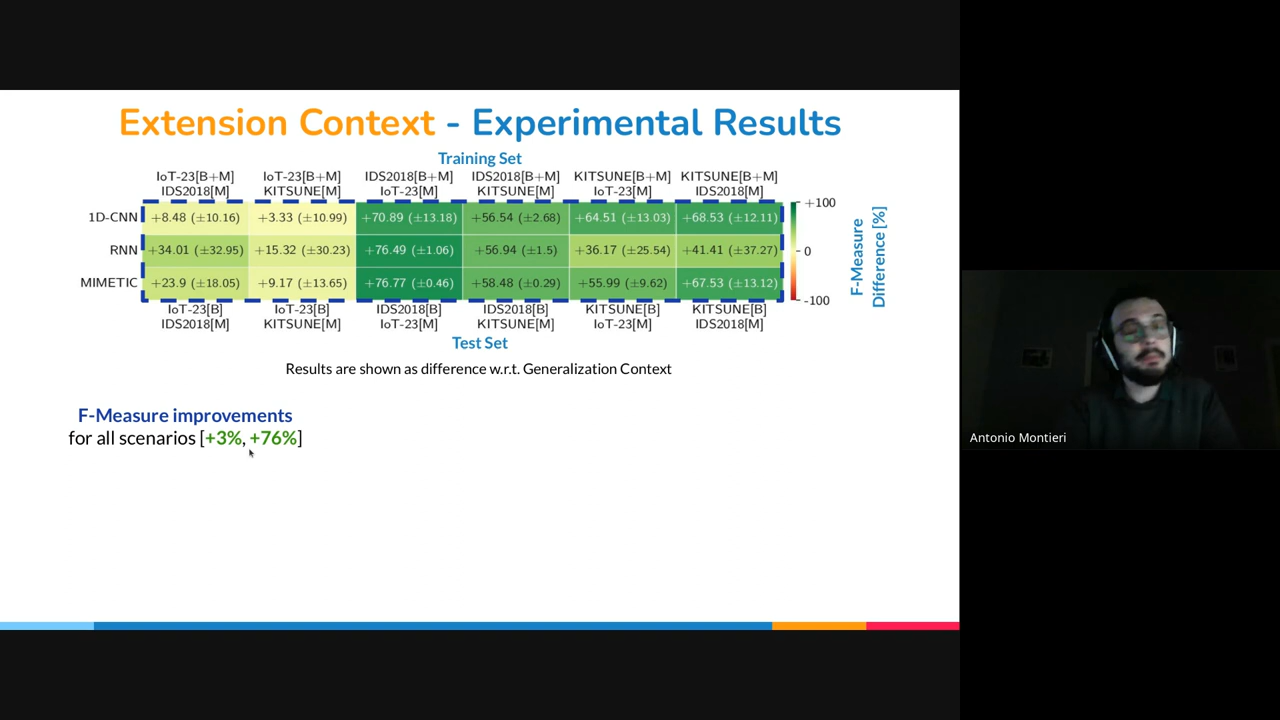 Extension Context - Experimental Results
Training Set
IoT-23[B+M] IoT-23[B+M] IDS2018[B+M] IDS2018[B+M] KITSUNE[B+M] KITSUNE[B+M]
IDS2018[M] KITSUNE[M] IoT-23[M] KITSUNE[M] IoT-23[M] IDS2018[M]
1D-CNN +8.48 (±10.16) +3.33 (±10.99) +70.89 (±13.18) +56.54 (±2.68) +64.51 (±13.03) +68.53 (±12.11) +100
RNN +34.01 (±32.95) +15.32 (±30.23) +76.49 (±1.06) +56.94 (±1.5) +36.17 (±25.54) +41.41 (±37.27) 0
MIMETIC +23.9 (±18.05) +9.17 (±13.65) +76.77 (±0.46) +58.48 (±0.29) +55.99 (±9.62) +67.53 (±13.12) -100
F-Measure
Difference [%]
IoT-23[B] IoT-23[B] IDS2018[B] IDS2018[B] KITSUNE[B] KITSUNE[B]
IDS2018[M] KITSUNE[M] IoT-23[M] KITSUNE[M] IoT-23[M] IDS2018[M]
Test Set
Results are shown as difference w.r.t. Generalization Context
F-Measure improvements
for all scenarios [+3%, +76%]
Antonio Montieri